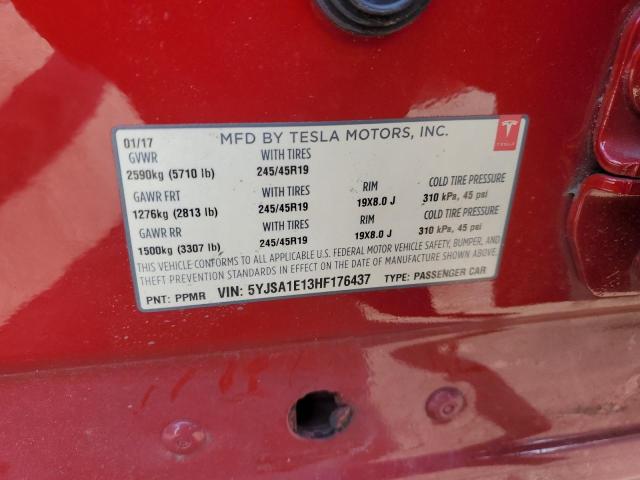 01/17 MFD BY TESLA MOTORS, INC.
TESLA
GVWR WITH TIRES
2590kg (5710 lb) 245/45R19
GAWR FRT WITH TIRES RIM COLD TIRE PRESSURE
1276kg (2813 lb) 245/45R19 19X8.0 J 310 kPa, 45 psi
GAWR RR WITH TIRES RIM COLD TIRE PRESSURE
1500kg (3307 lb) 245/45R19 19X8.0 J 310 kPa, 45 psi
THIS VEHICLE CONFORMS TO ALL APPLICABLE U.S. FEDERAL MOTOR VEHICLE SAFETY, BUMPER, AND
THEFT PREVENTION STANDARDS IN EFFECT ON THE DATE OF MANUFACTURE SHOWN ABOVE.
PNT: PPMR VIN: 5YJSA1E13HF176437 TYPE: PASSENGER CAR